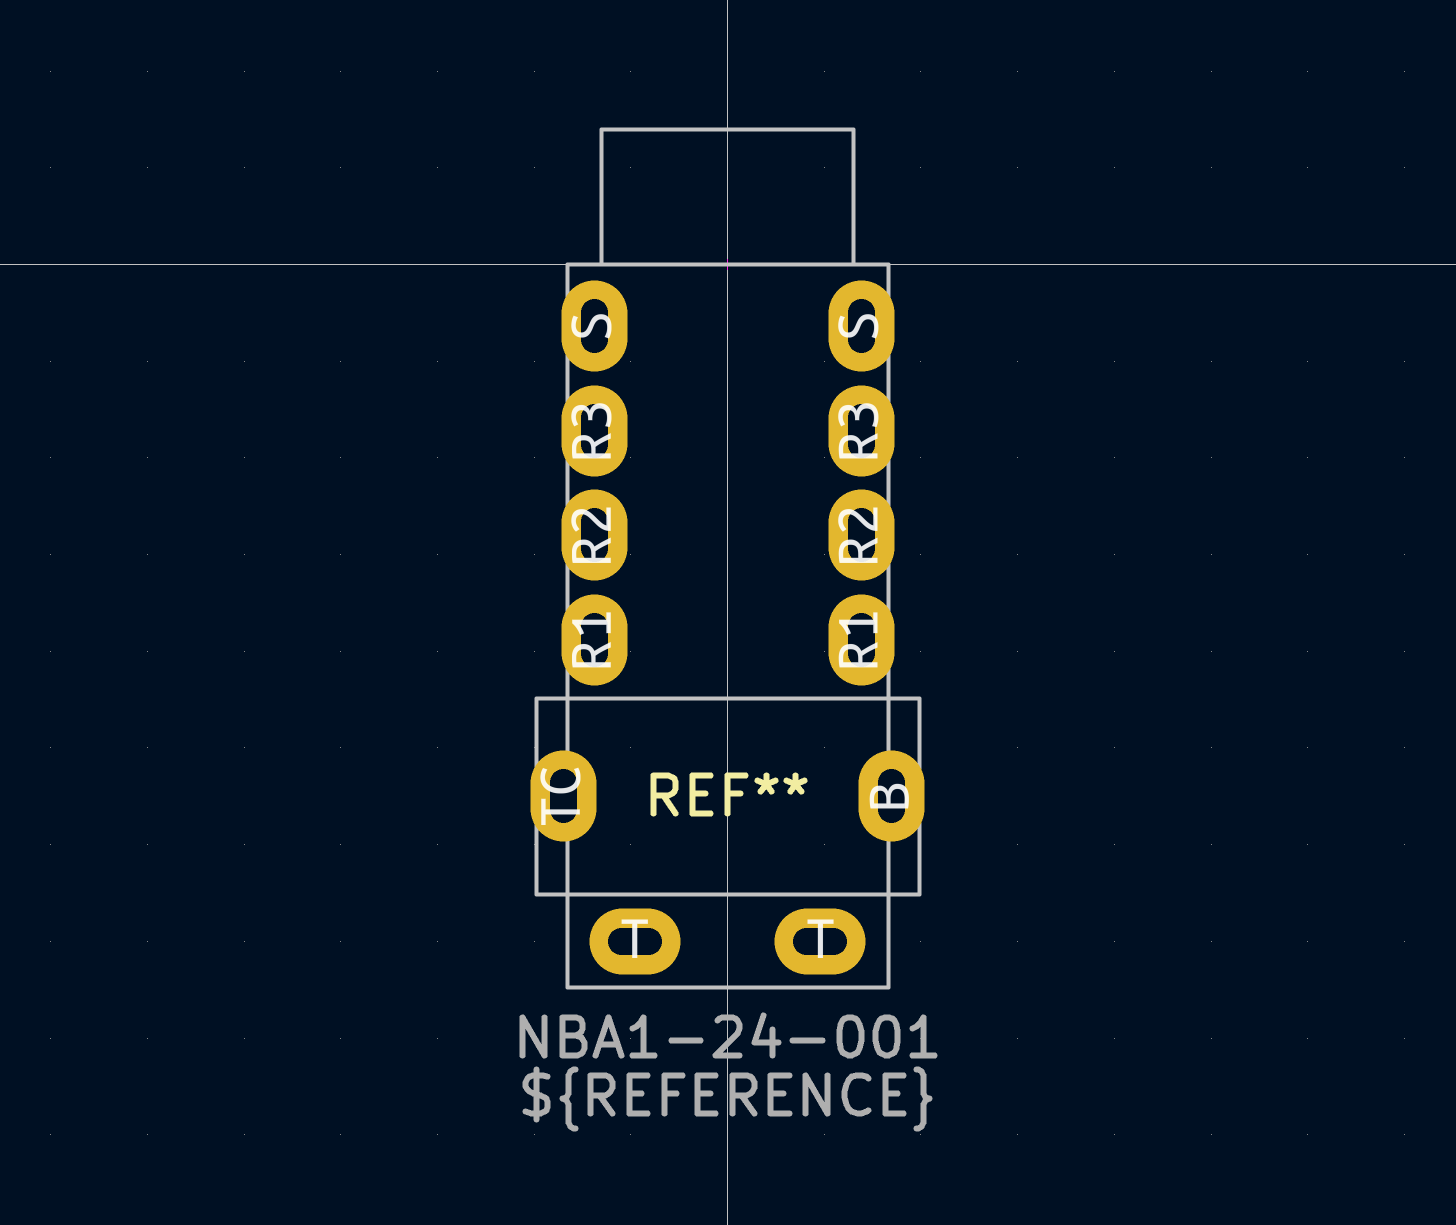 S S
R3 R3
R2 R2
R1 R1
TC REF** B
T T
NBA1-24-001
${REFERENCE}